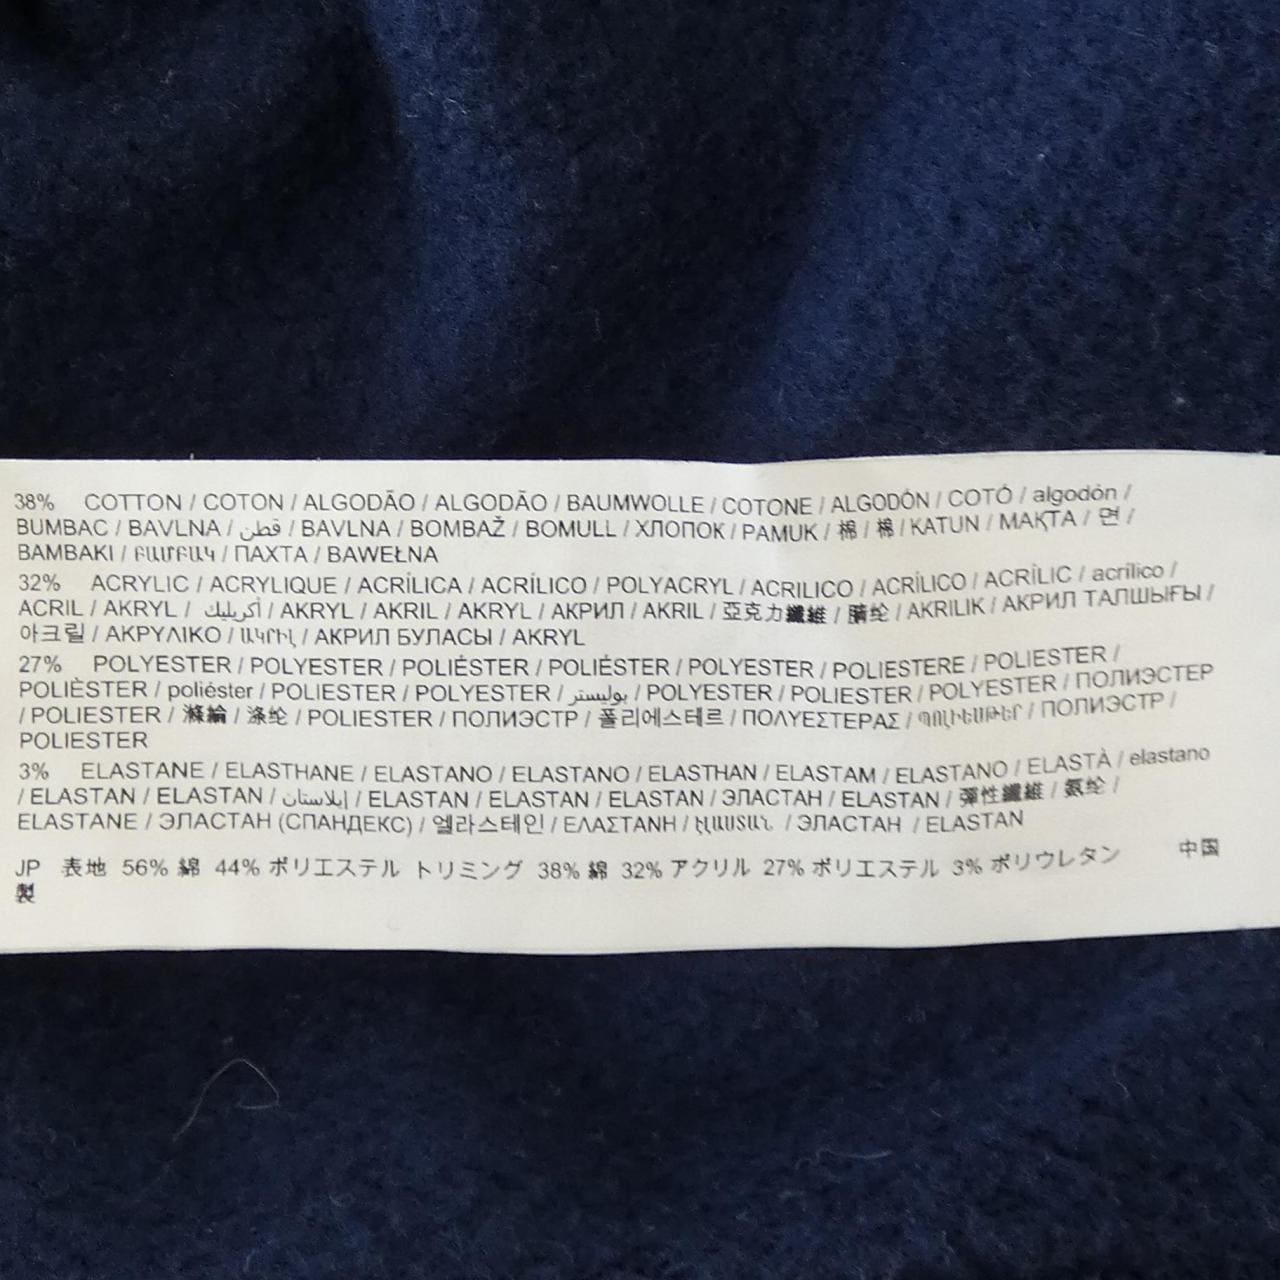 38% COTTON / COTON / ALGODÃO / ALGODÃO / BAUMWOLLE / COTONE / ALGODÓN / COTÓ / algodón /
BUMBAC / BAVLNA / قطن / BAVLNA / BOMBAŽ / BOMULL / ХЛОПОК / PAMUK / 棉 / 棉 / KATUN / МАҚТА / 면 /
BAMBAKI / ԲԱՄԲԱԿ / ПАХТА / BAWEŁNA
32% ACRYLIC / ACRYLIQUE / ACRÍLICA / ACRÍLICO / POLYACRYL / ACRILICO / ACRÍLICO / ACRÍLIC / acrílico /
ACRIL / AKRYL / أكريليك / AKRYL / AKRIL / AKRYL / АКРИЛ / AKRIL / 亞克力纖維 / 腈纶 / AKRILIK / АКРИЛ ТАЛШЫҒЫ /
아크릴 / ΑΚΡΥΛΙΚΟ / ԱԿՐԻԼ / АКРИЛ БУЛАСЫ / AKRYL
27% POLYESTER / POLYESTER / POLIÉSTER / POLIÉSTER / POLYESTER / POLIESTERE / POLIESTER /
POLIÈSTER / poliéster / POLIESTER / POLYESTER / بوليستر / POLYESTER / POLIESTER / POLYESTER / ПОЛИЭСТЕР
/ POLIESTER / 滌綸 / 涤纶 / POLIESTER / ПОЛИЭСТР / 폴리에스테르 / ΠΟΛΥΕΣΤΕΡΑΣ / ՊՈԼԻԵՍԹԵՐ / ПОЛИЭСТР /
POLIESTER
3% ELASTANE / ELASTHANE / ELASTANO / ELASTANO / ELASTHAN / ELASTAM / ELASTANO / ELASTÀ / elastano
/ ELASTAN / ELASTAN / إيلاستان / ELASTAN / ELASTAN / ELASTAN / ЭЛАСТАН / ELASTAN / 彈性纖維 / 氨纶 /
ELASTANE / ЭЛАСТАН (СПАНДЕКС) / 엘라스테인 / ΕΛΑΣΤΑΝΗ / ԷԼԱՍՏԱՆ / ЭЛАСТАН / ELASTAN
JP 表地 56% 綿 44% ポリエステル トリミング 38% 綿 32% アクリル 27% ポリエステル 3% ポリウレタン 中国
製